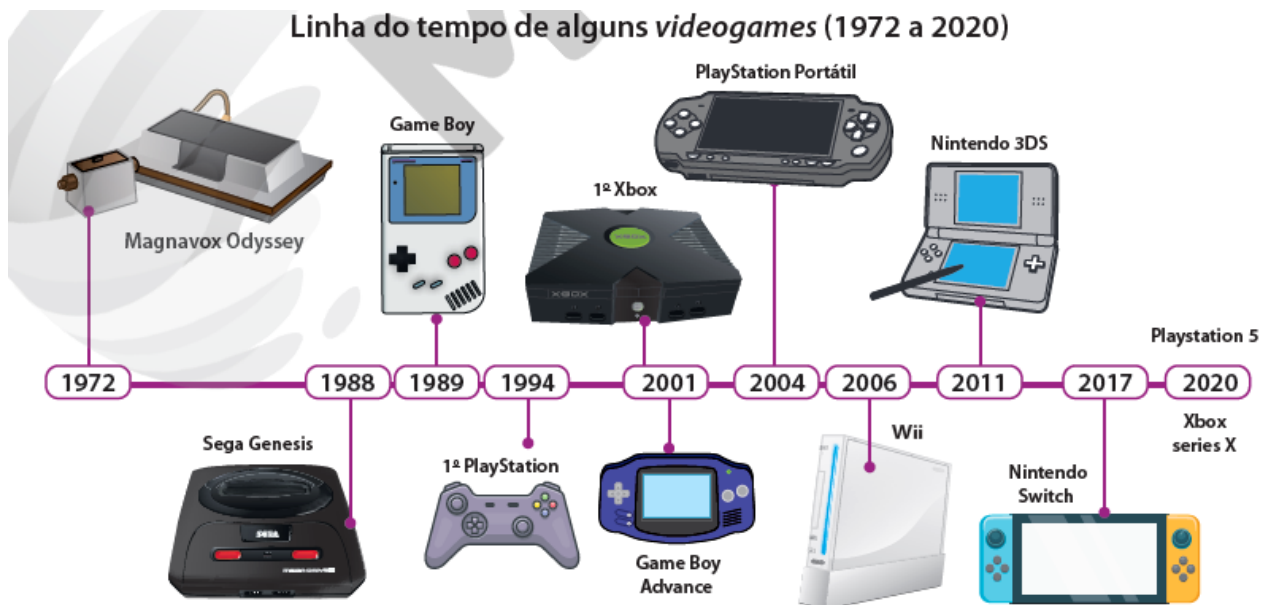 Linha do tempo de alguns videogames (1972 a 2020)
PlayStation Portátil
Game Boy
Nintendo 3DS
1º Xbox
Magnavox Odyssey
XBOX
Playstation 5
1972
1988
1989
1994
2001
2004
2006
2011
2017
2020
Xbox
series X
Sega Genesis
1º PlayStation
Wii
Nintendo
Switch
SEGA
Game Boy
Advance